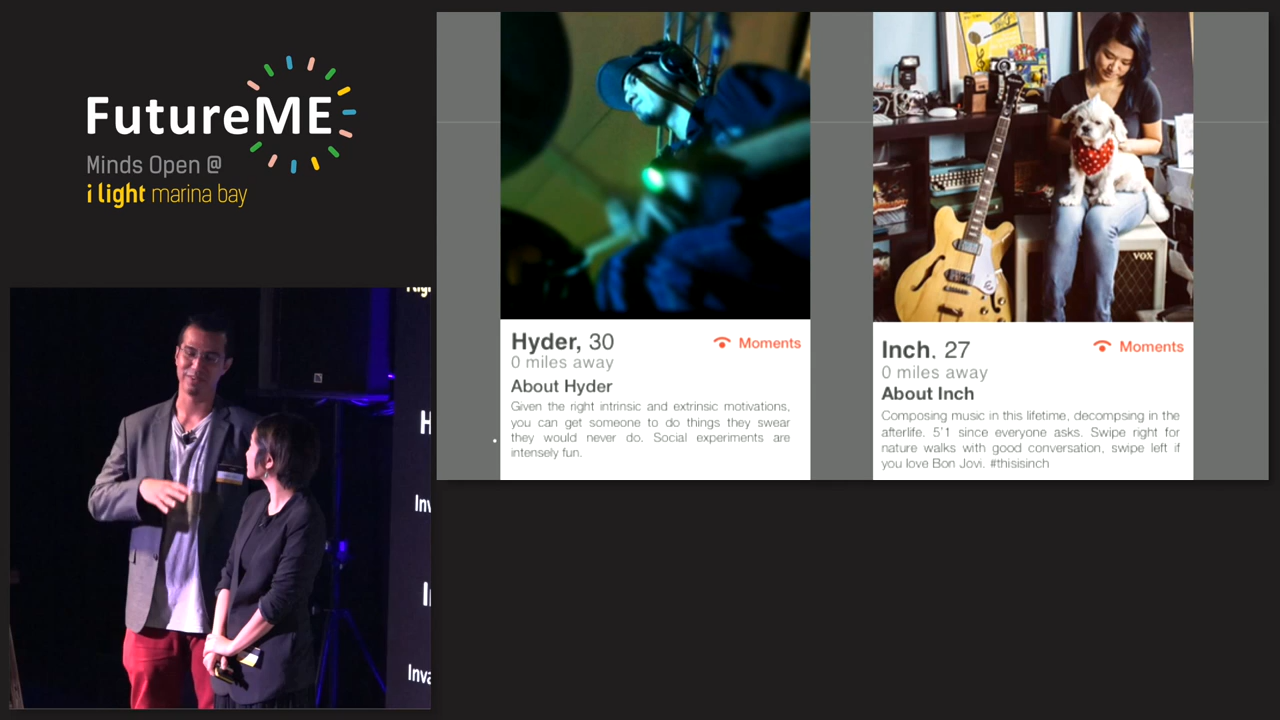 FutureME
Minds Open @
i light marina bay
Hyder, 30
Moments
0 miles away
About Hyder
Given the right intrinsic and extrinsic motivations,
you can get someone to do things they swear
they would never do. Social experiments are
intensely fun.
VOX
Inch. 27
Moments
0 miles away
About Inch
Composing music in this lifetime, decompsing in the
afterlife. 5'1 since everyone asks. Swipe right for
nature walks with good conversation, swipe left if
you love Bon Jovi. #thisisinch